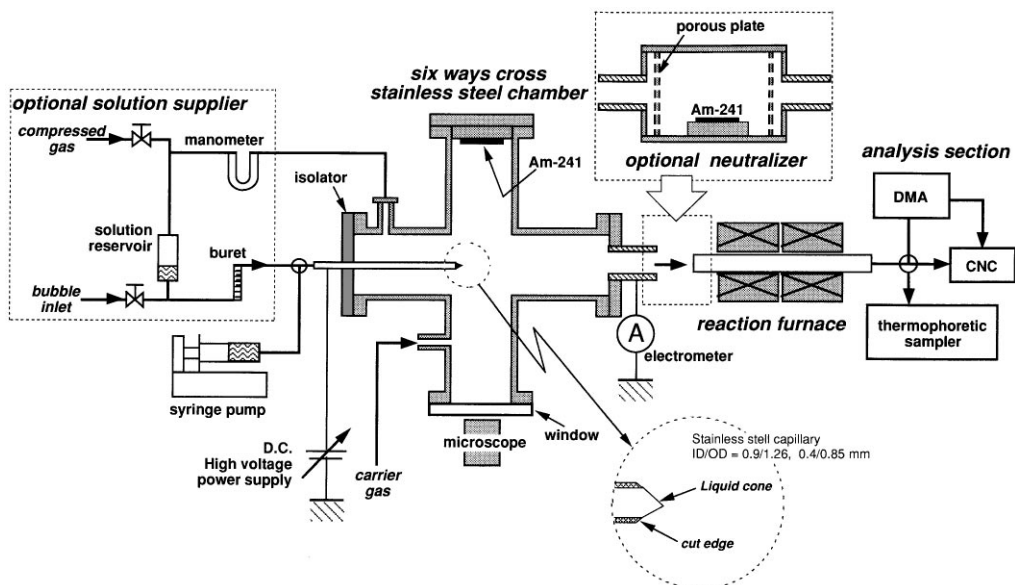 porous plate
Am-241
optional neutralizer
six ways cross
stainless steel chamber
Am-241
optional solution supplier
compressed
gas
manometer
isolator
solution
reservoir
buret
bubble
inlet
syringe pump
D.C.
High voltage
power supply
carrier
gas
microscope
window
A
electrometer
reaction furnace
analysis section
DMA
CNC
thermophoretic
sampler
Stainless stell capillary
ID/OD = 0.9/1.26, 0.4/0.85 mm
Liquid cone
cut edge